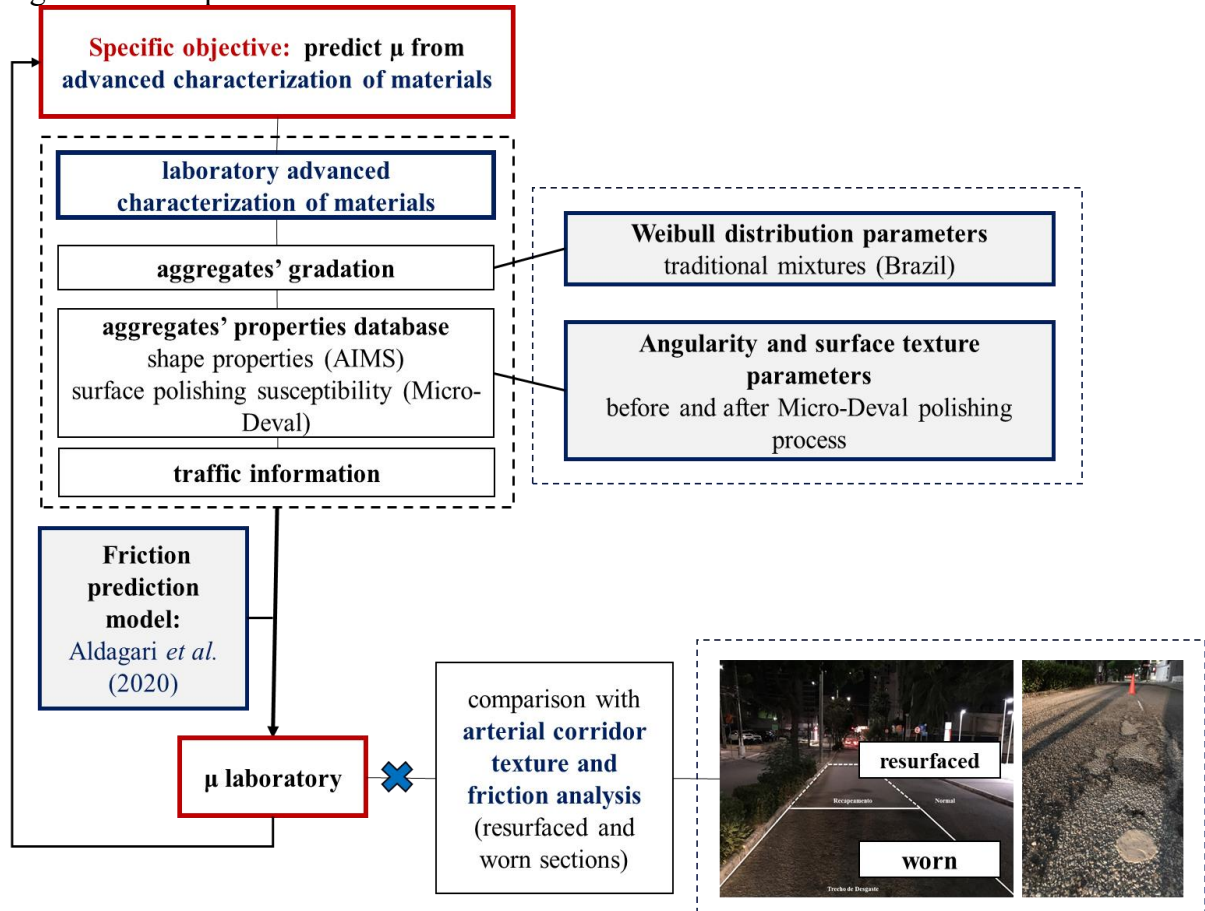 Specific objective: predict μ from
advanced characterization of materials
laboratory advanced
characterization of materials
aggregates’ gradation
aggregates’ properties database
shape properties (AIMS)
surface polishing susceptibility (Micro-
Deval)
traffic information
Weibull distribution parameters
traditional mixtures (Brazil)
Angularity and surface texture
parameters
before and after Micro-Deval polishing
process
Friction
prediction
model:
Aldagari et al.
(2020)
μ laboratory
comparison with
arterial corridor
texture and
friction analysis
(resurfaced and
worn sections)
resurfaced
Recapeamento
Normal
worn
Trecho de Desgaste